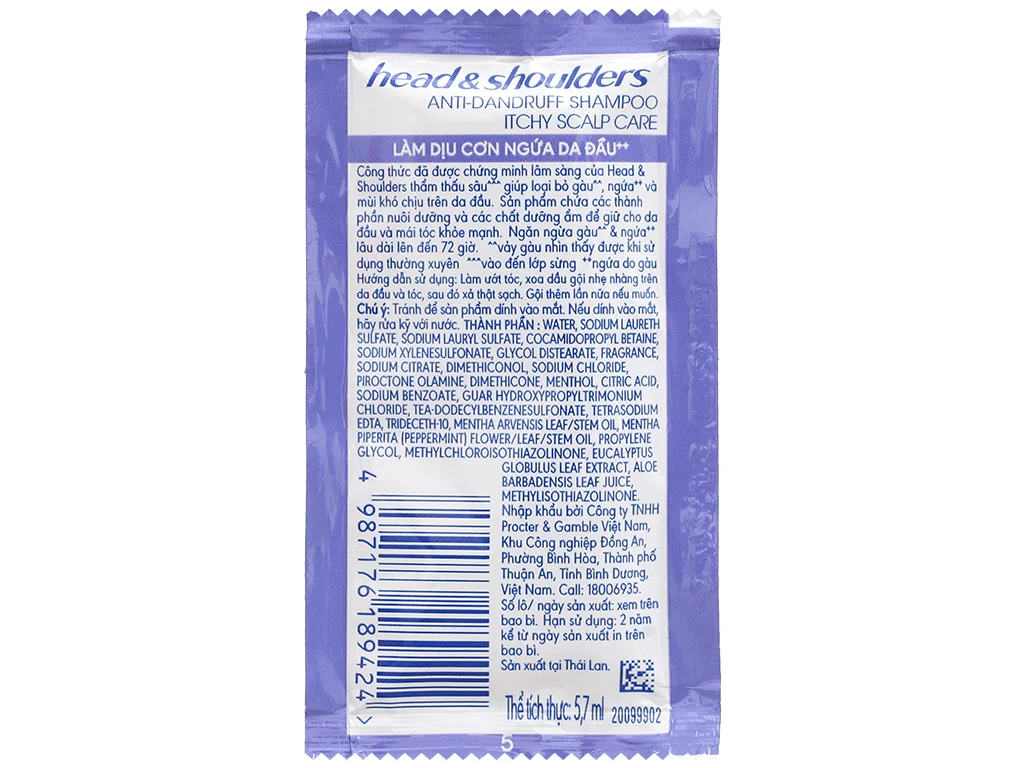 head & shoulders
ANTI-DANDRUFF SHAMPOO
ITCHY SCALP CARE
LÀM DỊU CƠN NGỨA DA ĐẦU⁺⁺
Công thức đã được chứng minh lâm sàng của Head &
Shoulders thẩm thấu sâu^^^ giúp loại bỏ gàu^^, ngứa⁺⁺ và
mùi khó chịu trên da đầu. Sản phẩm chứa các thành
phần nuôi dưỡng và các chất dưỡng ẩm để giữ cho da
đầu và mái tóc khỏe mạnh. Ngăn ngừa gàu^^ & ngứa⁺⁺
lâu dài lên đến 72 giờ. ^^vảy gàu nhìn thấy được khi sử
dụng thường xuyên ^^^vào đến lớp sừng ⁺⁺ngứa do gàu
Hướng dẫn sử dụng: Làm ướt tóc, xoa dầu gội nhẹ nhàng trên
da đầu và tóc, sau đó xả thật sạch. Gội thêm lần nữa nếu muốn.
Chú ý: Tránh để sản phẩm dính vào mắt. Nếu dính vào mắt,
hãy rửa kỹ với nước. THÀNH PHẦN : WATER, SODIUM LAURETH
SULFATE, SODIUM LAURYL SULFATE, COCAMIDOPROPYL BETAINE,
SODIUM XYLENESULFONATE, GLYCOL DISTEARATE, FRAGRANCE,
SODIUM CITRATE, DIMETHICONOL, SODIUM CHLORIDE,
PIROCTONE OLAMINE, DIMETHICONE, MENTHOL, CITRIC ACID,
SODIUM BENZOATE, GUAR HYDROXYPROPYLTRIMONIUM
CHLORIDE, TEA-DODECYLBENZENESULFONATE, TETRASODIUM
EDTA, TRIDECETH-10, MENTHA ARVENSIS LEAF/STEM OIL, MENTHA
PIPERITA (PEPPERMINT) FLOWER/LEAF/STEM OIL, PROPYLENE
GLYCOL, METHYLCHLOROISOTHIAZOLINONE, EUCALYPTUS
GLOBULUS LEAF EXTRACT, ALOE
BARBADENSIS LEAF JUICE,
METHYLISOTHIAZOLINONE.
Nhập khẩu bởi Công ty TNHH
Procter & Gamble Việt Nam,
Khu Công nghiệp Đồng An,
Phường Bình Hòa, Thành phố
Thuận An, Tỉnh Bình Dương,
Việt Nam. Call: 18006935.
Số lô/ ngày sản xuất: xem trên
bao bì. Hạn sử dụng: 2 năm
kể từ ngày sản xuất in trên
bao bì.
Sản xuất tại Thái Lan.
Thể tích thực: 5,7 ml
20099902
4 987176 189424 >
5